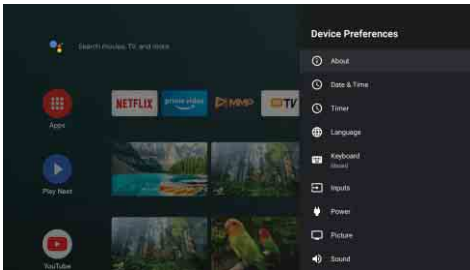 Search movies, TV, and more
Apps
NETFLIX
prime video
MMP
TV
Play Next
YouTube
Device Preferences
About
Date & Time
Timer
Language
Keyboard
Inputs
Power
Picture
Sound